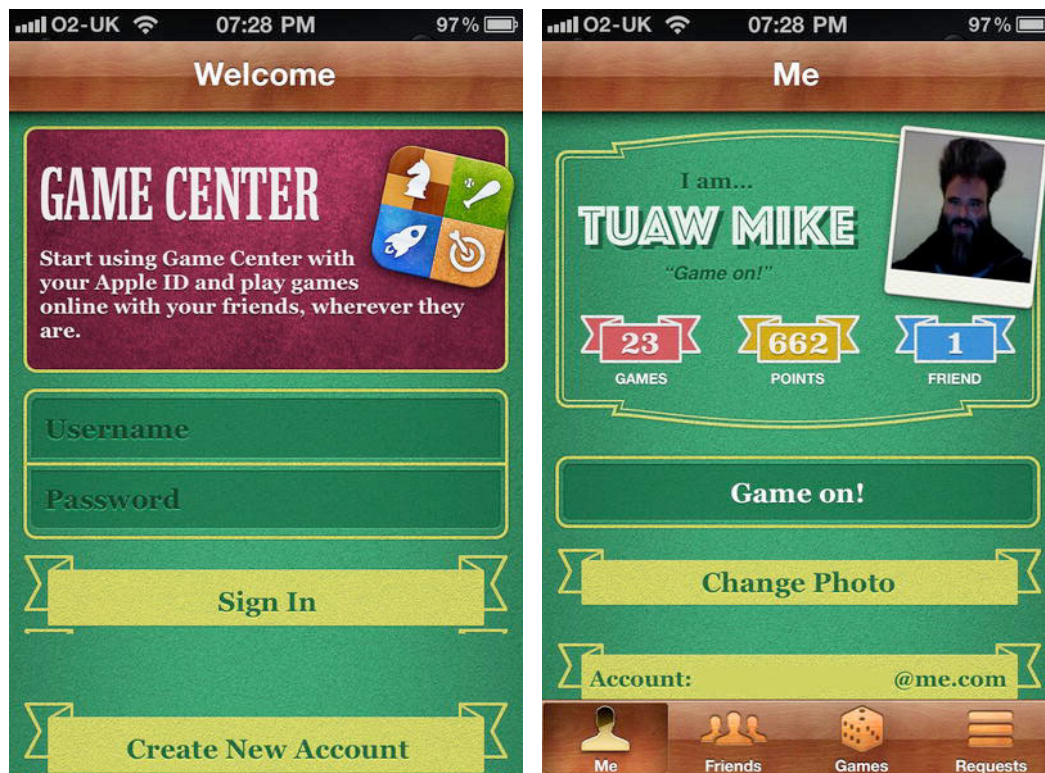 O2-UK 07:28 PM 97%
Welcome
GAME CENTER
Start using Game Center with
your Apple ID and play games
online with your friends, wherever they
are.
Username
Password
Sign In
Create New Account
O2-UK 07:28 PM 97%
Me
I am...
TUAW MIKE
“Game on!”
23 662 1
GAMES POINTS FRIEND
Game on!
Change Photo
Account: @me.com
Me Friends Games Requests